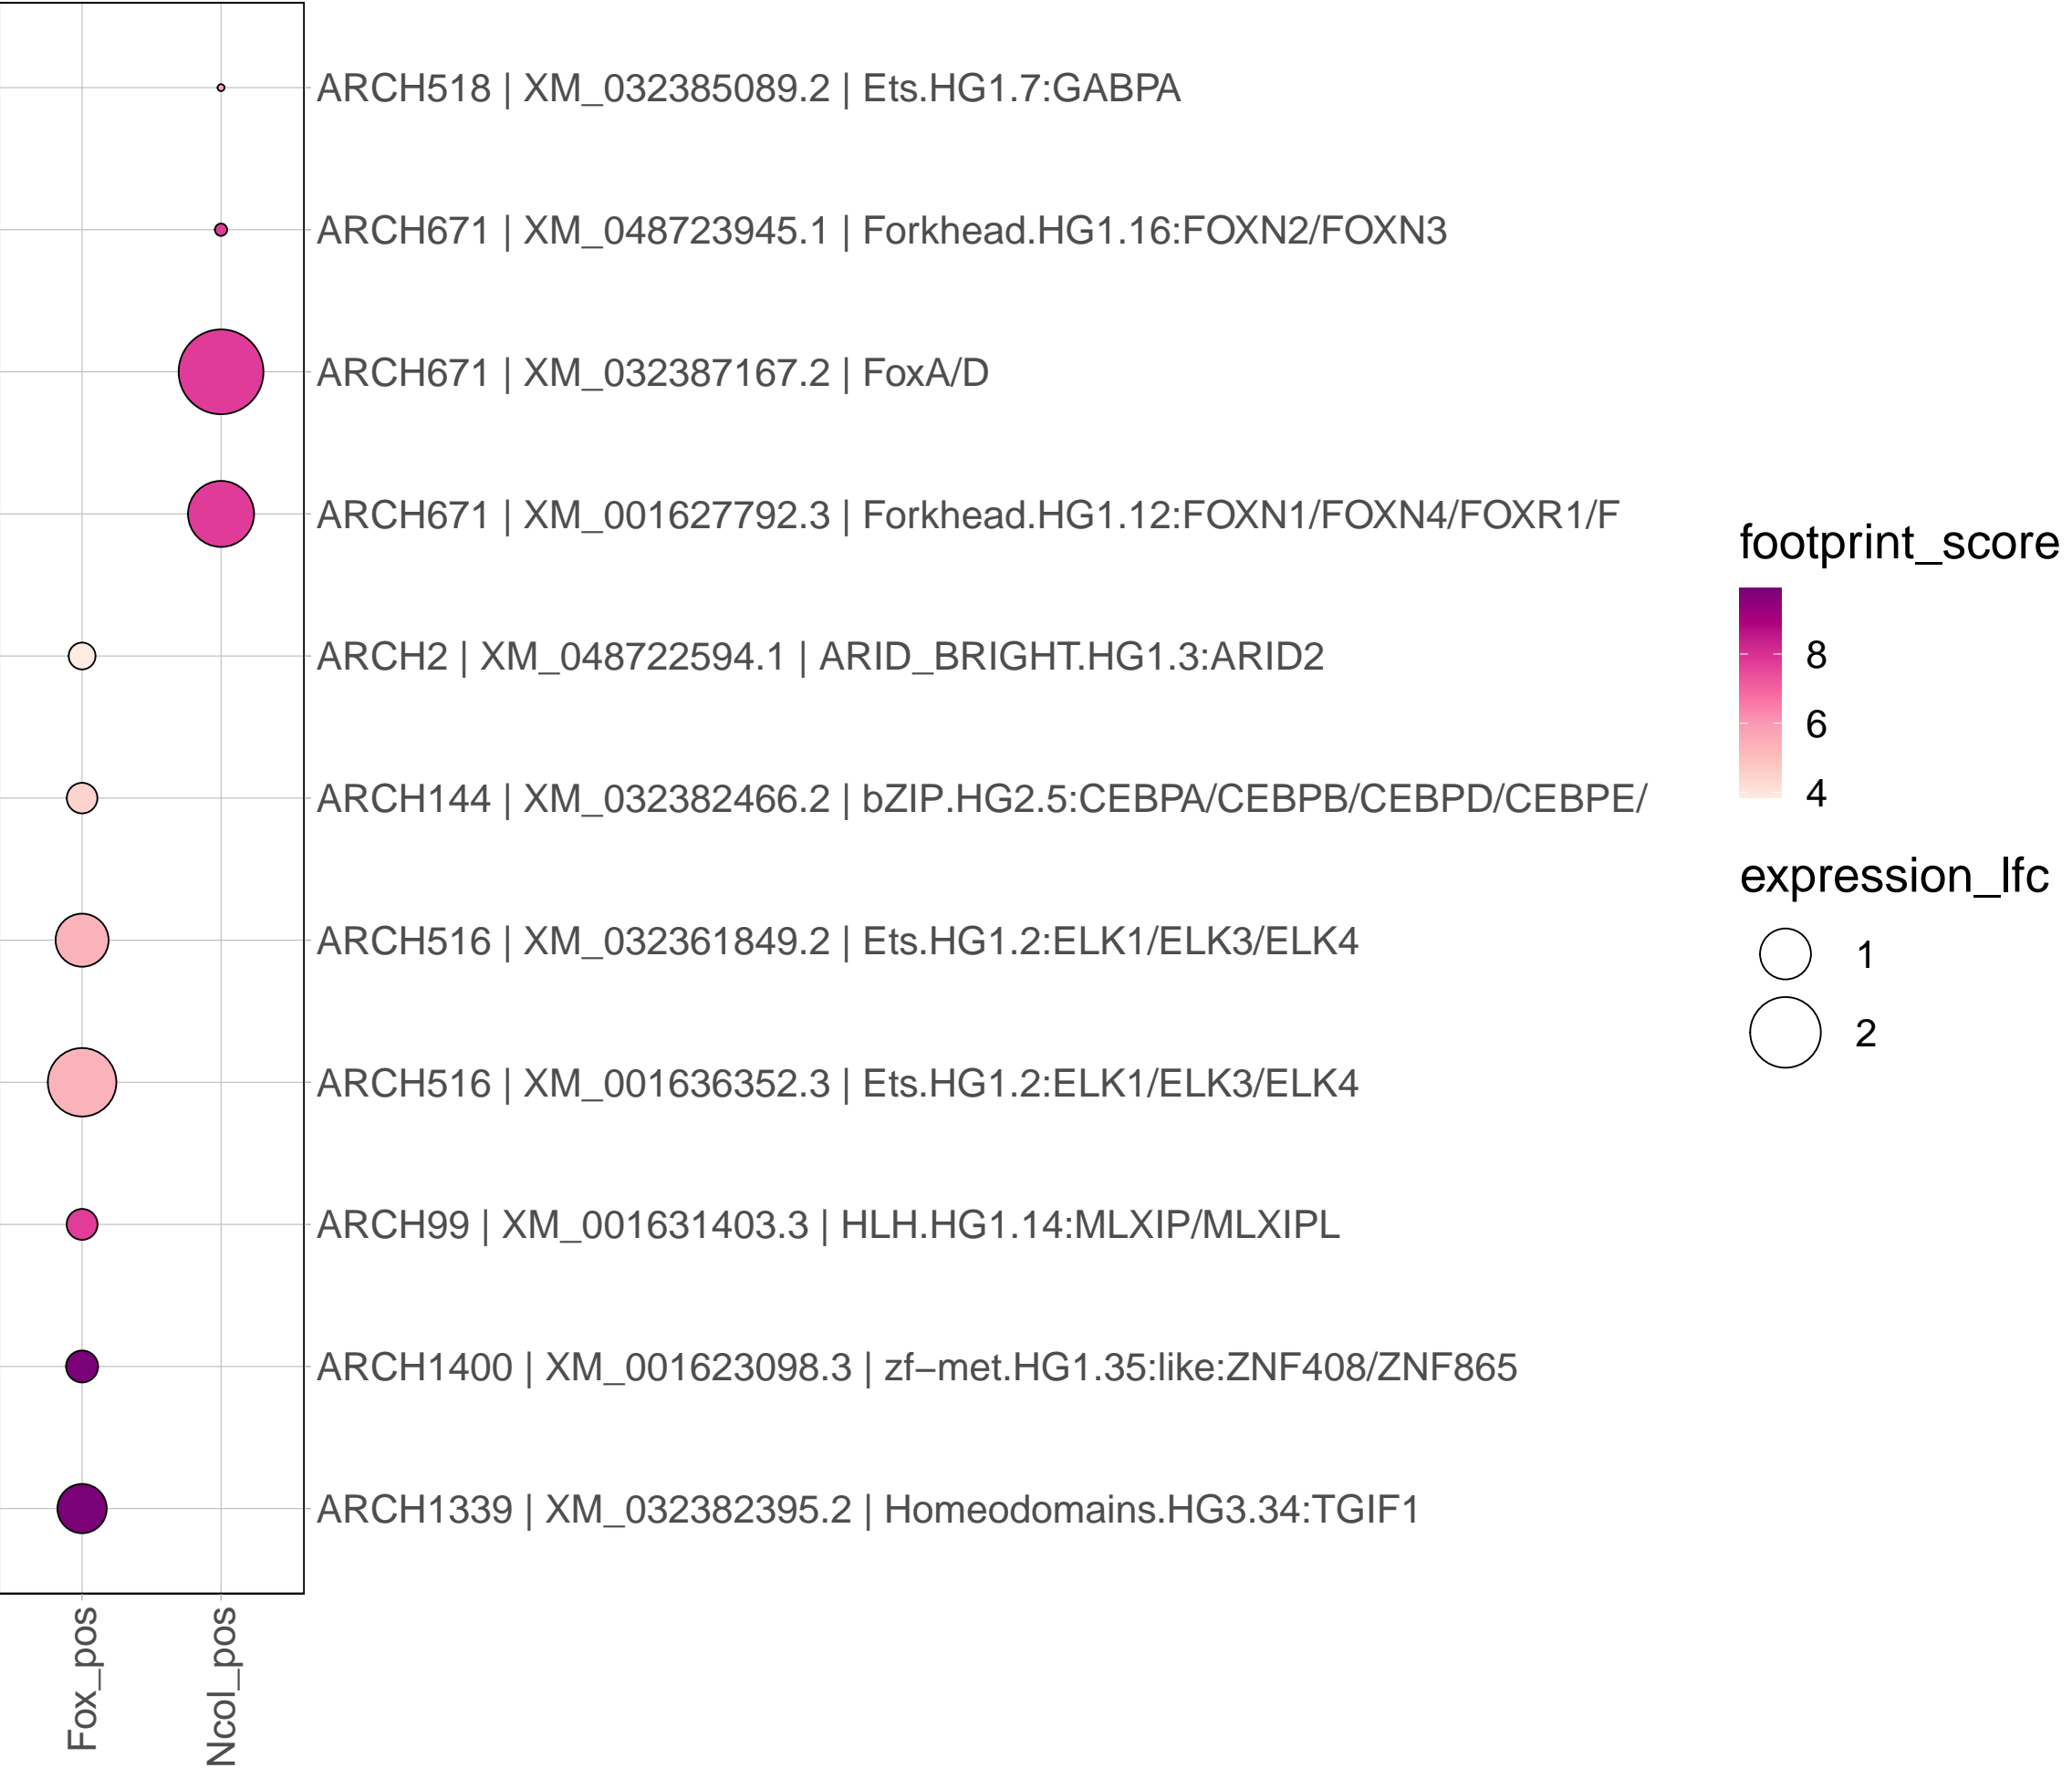 ARCH518 | XM_032385089.2 | Ets.HG1.7:GABPA
ARCH671 | XM_048723945.1 | Forkhead.HG1.16:FOXN2/FOXN3
ARCH671 | XM_032387167.2 | FoxA/D
ARCH671 | XM_001627792.3 | Forkhead.HG1.12:FOXN1/FOXN4/FOXR1/F
ARCH2 | XM_048722594.1 | ARID_BRIGHT.HG1.3:ARID2
ARCH144 | XM_032382466.2 | bZIP.HG2.5:CEBPA/CEBPB/CEBPD/CEBPE/
ARCH516 | XM_032361849.2 | Ets.HG1.2:ELK1/ELK3/ELK4
ARCH516 | XM_001636352.3 | Ets.HG1.2:ELK1/ELK3/ELK4
ARCH99 | XM_001631403.3 | HLH.HG1.14:MLXIP/MLXIPL
ARCH1400 | XM_001623098.3 | zf−met.HG1.35:like:ZNF408/ZNF865
ARCH1339 | XM_032382395.2 | Homeodomains.HG3.34:TGIF1
Fox_pos
Ncol_pos
footprint_score
8
6
4
expression_lfc
1
2